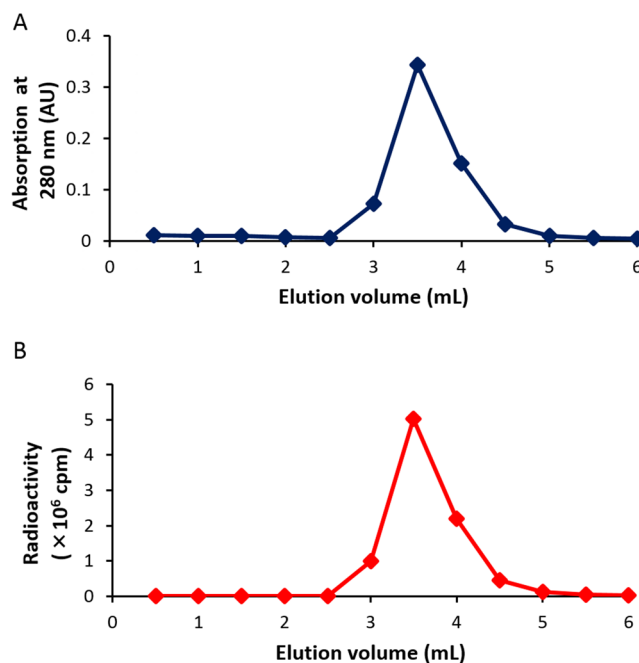 A
Absorption at
280 nm (AU)
0.4
0.3
0.2
0.1
0
0 1 2 3 4 5 6
Elution volume (mL)
B
Radioactivity
(×10⁶ cpm)
6
5
4
3
2
1
0
0 1 2 3 4 5 6
Elution volume (mL)